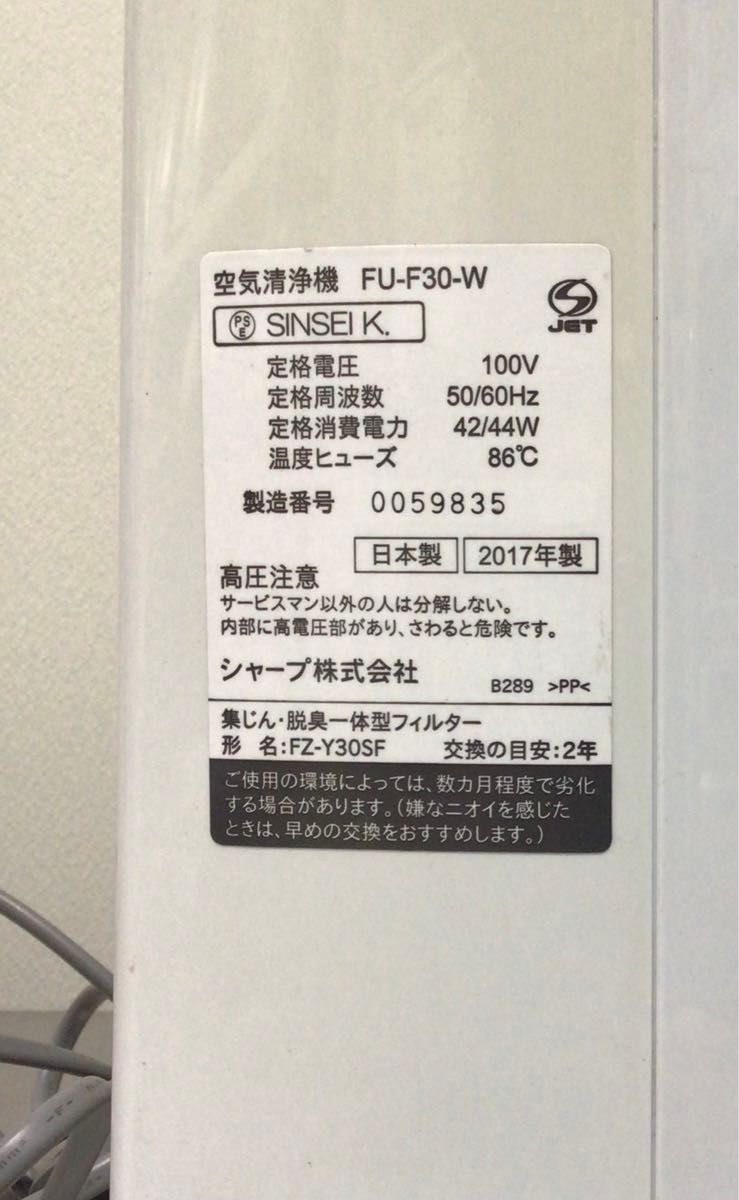 空気清浄機 FU-F30-W
JET
PSE SINSEI K.
定格電圧 100V
定格周波数 50/60Hz
定格消費電力 42/44W
温度ヒューズ 86℃
製造番号 0059835
日本製 2017年製
高圧注意
サービスマン以外の人は分解しない。
内部に高電圧部があり、さわると危険です。
シャープ株式会社
B289 >PP<
集じん・脱臭一体型フィルター
形 名:FZ-Y30SF 交換の目安:2年
ご使用の環境によっては、数カ月程度で劣化
する場合があります。(嫌なニオイを感じた
ときは、早めの交換をおすすめします。)